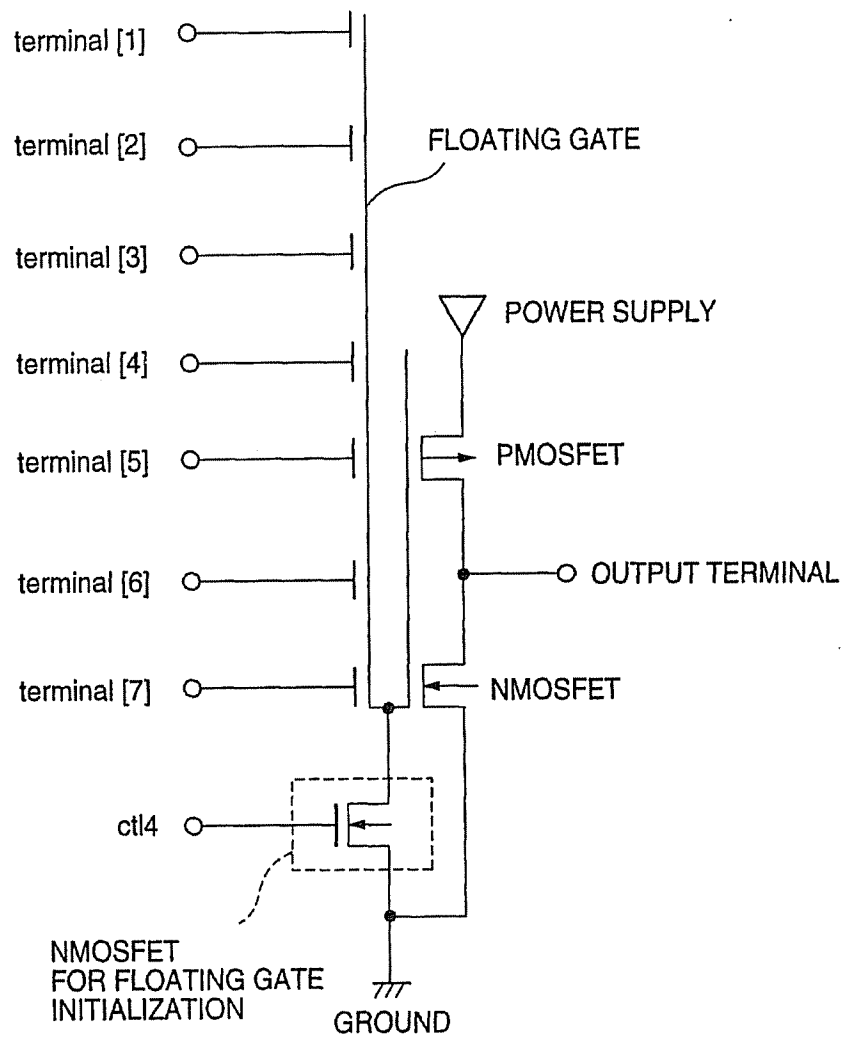 terminal [1]
terminal [2]
FLOATING GATE
terminal [3]
POWER SUPPLY
terminal [4]
terminal [5]
PMOSFET
terminal [6]
OUTPUT TERMINAL
terminal [7]
NMOSFET
ctl4
NMOSFET
FOR FLOATING GATE
INITIALIZATION
GROUND